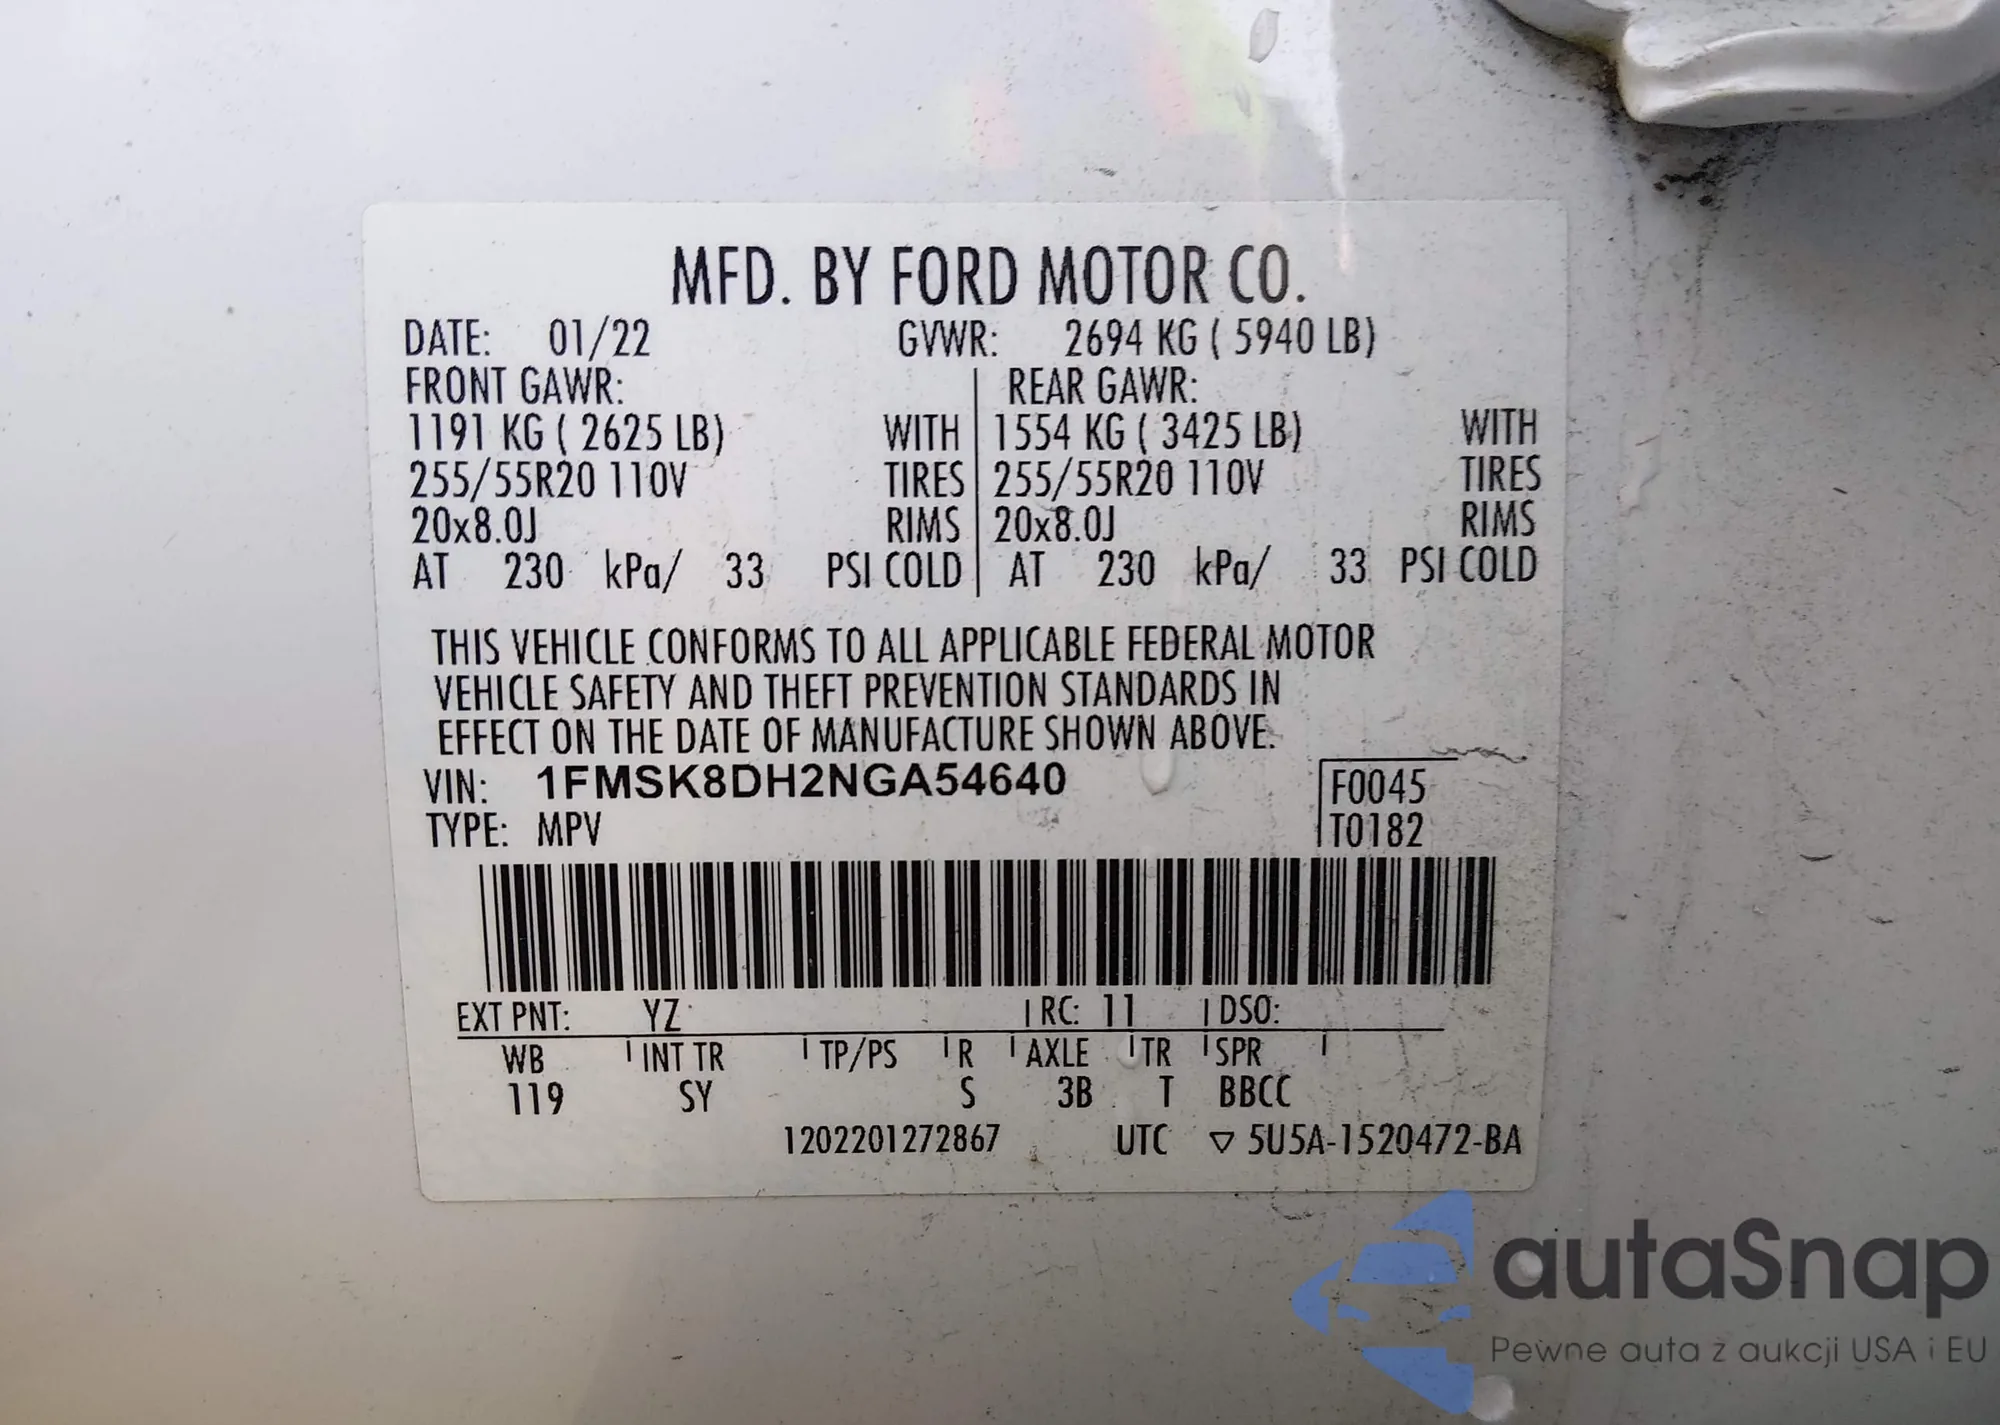 MFD. BY FORD MOTOR CO.
DATE: 01/22 GVWR: 2694 KG ( 5940 LB)
FRONT GAWR: REAR GAWR:
1191 KG ( 2625 LB) WITH 1554 KG ( 3425 LB) WITH
255/55R20 110V TIRES 255/55R20 110V TIRES
20x8.0J RIMS 20x8.0J RIMS
AT 230 kPa/ 33 PSI COLD AT 230 kPa/ 33 PSI COLD
THIS VEHICLE CONFORMS TO ALL APPLICABLE FEDERAL MOTOR
VEHICLE SAFETY AND THEFT PREVENTION STANDARDS IN
EFFECT ON THE DATE OF MANUFACTURE SHOWN ABOVE.
VIN: 1FMSK8DH2NGA54640 F0045
TYPE: MPV T0182
EXT PNT: YZ RC: 11 DSO:
WB INT TR TP/PS R AXLE TR SPR
119 SY S 3B T BBCC
1202201272867 UTC ▽ 5U5A-1520472-BA
autaSnap
Pewne auta z aukcji USA i EU